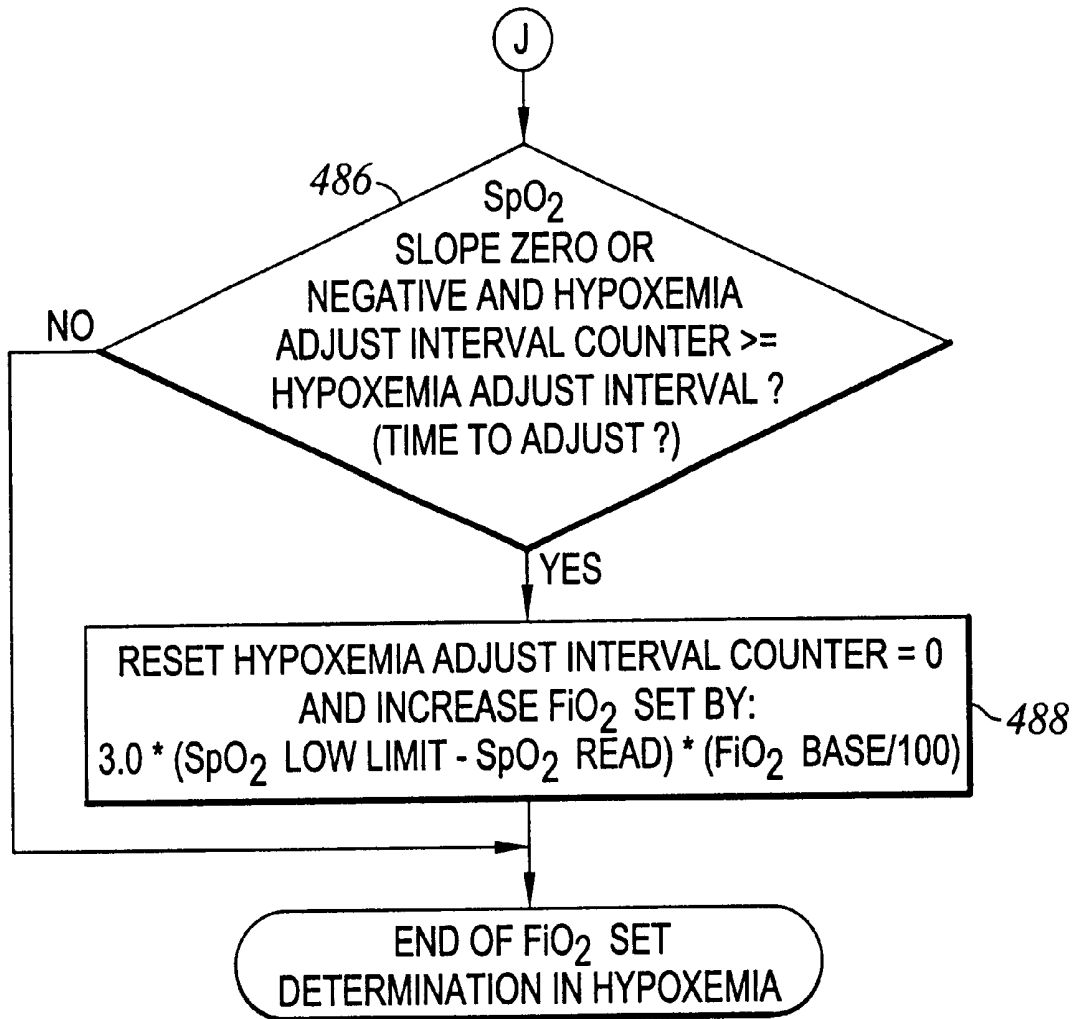 J
486
SpO2
SLOPE ZERO OR
NEGATIVE AND HYPOXEMIA
ADJUST INTERVAL COUNTER >=
HYPOXEMIA ADJUST INTERVAL ?
(TIME TO ADJUST ?)
NO
YES
RESET HYPOXEMIA ADJUST INTERVAL COUNTER = 0
AND INCREASE FiO2 SET BY:
3.0 * (SpO2 LOW LIMIT - SpO2 READ) * (FiO2 BASE/100)
488
END OF FiO2 SET
DETERMINATION IN HYPOXEMIA